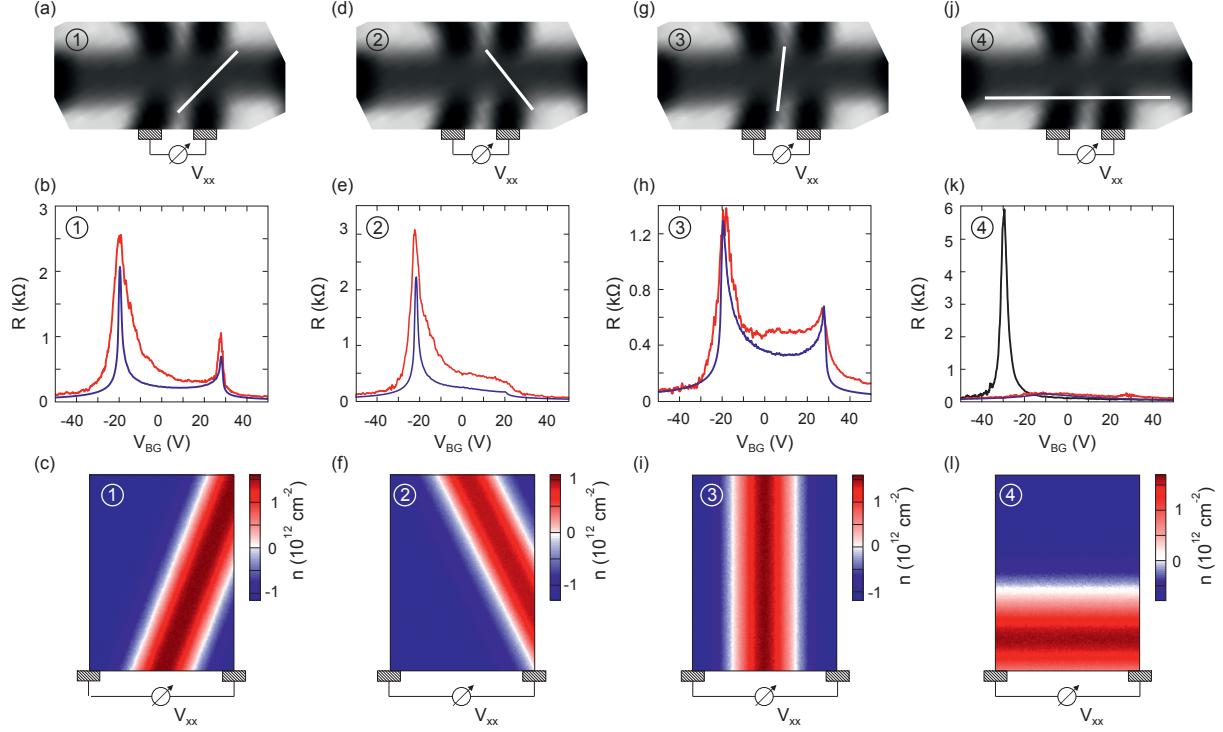 (a)
①
V_xx
(d)
②
V_xx
(g)
③
V_xx
(j)
④
V_xx
(b)
①
3
2
1
0
R (kΩ)
-40 -20 0 20 40
V_BG (V)
(e)
②
3
2
1
0
R (kΩ)
-40 -20 0 20 40
V_BG (V)
(h)
③
1.2
0.8
0.4
0.0
R (kΩ)
-40 -20 0 20 40
V_BG (V)
(k)
④
6
5
4
3
2
1
0
R (kΩ)
-40 -20 0 20 40
V_BG (V)
(c)
①
1
0
-1
n (10^12 cm^-2)
V_xx
(f)
②
1
0
-1
n (10^12 cm^-2)
V_xx
(i)
③
1
0
-1
n (10^12 cm^-2)
V_xx
(l)
④
1
0
n (10^12 cm^-2)
V_xx